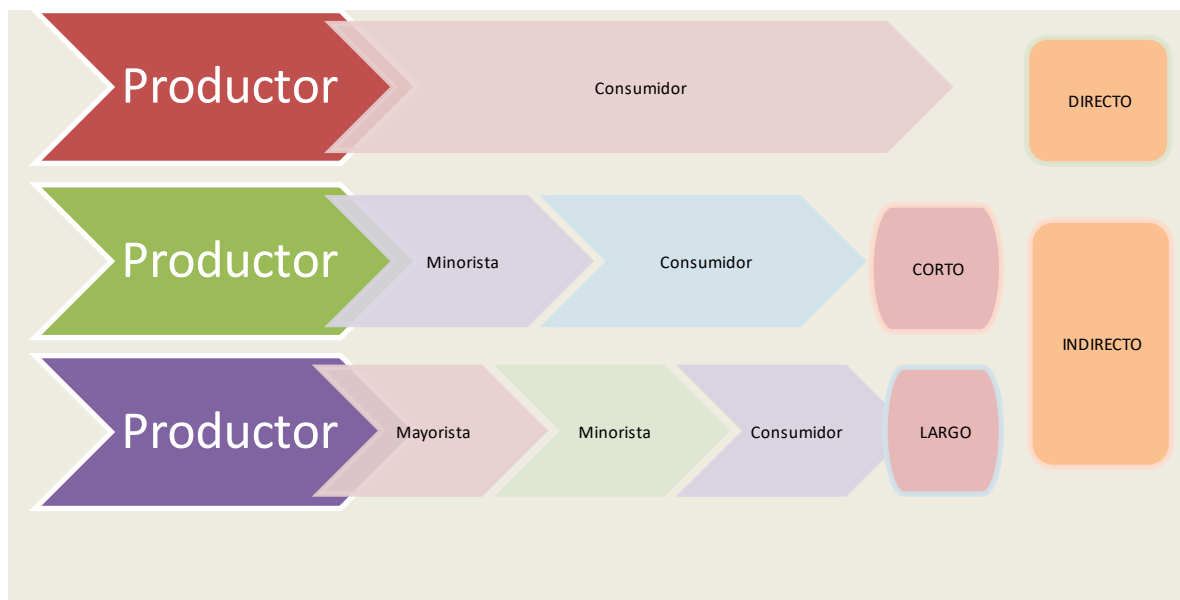 Productor
Consumidor
DIRECTO
Productor
Minorista
Consumidor
CORTO
INDIRECTO
Productor
Mayorista
Minorista
Consumidor
LARGO